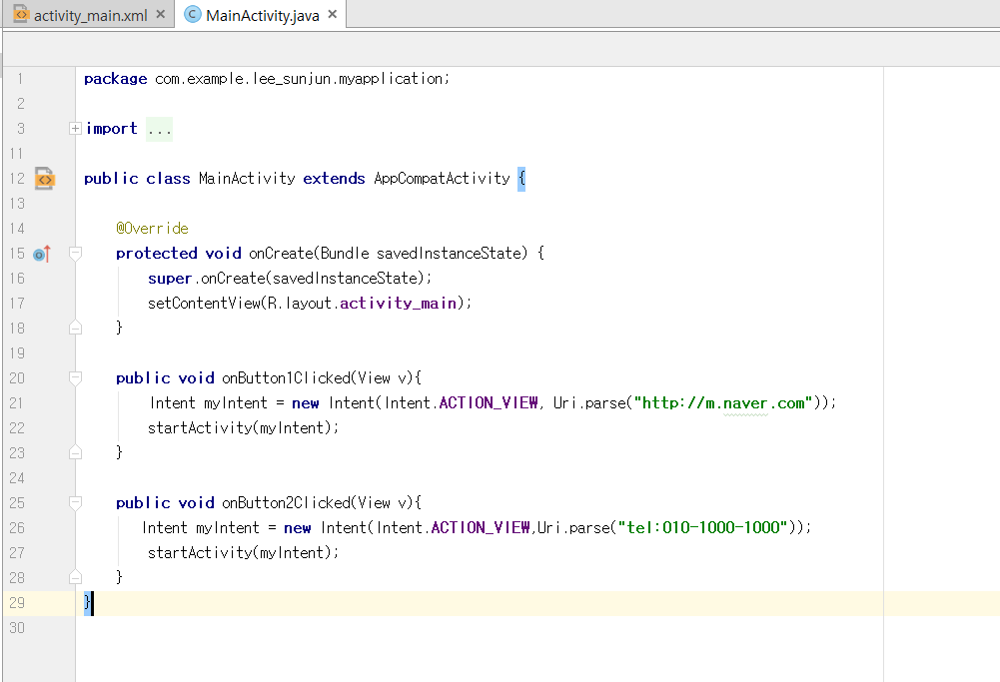 activity_main.xml × MainActivity.java ×
1 package com.example.lee_sunjun.myapplication;
2
3 import ...
11
12 public class MainActivity extends AppCompatActivity {
13
14 @Override
15 protected void onCreate(Bundle savedInstanceState) {
16 super.onCreate(savedInstanceState);
17 setContentView(R.layout.activity_main);
18 }
19
20 public void onButton1Clicked(View v){
21 Intent myIntent = new Intent(Intent.ACTION_VIEW, Uri.parse("http://m.naver.com"));
22 startActivity(myIntent);
23 }
24
25 public void onButton2Clicked(View v){
26 Intent myIntent = new Intent(Intent.ACTION_VIEW,Uri.parse("tel:010-1000-1000"));
27 startActivity(myIntent);
28 }
29 }
30